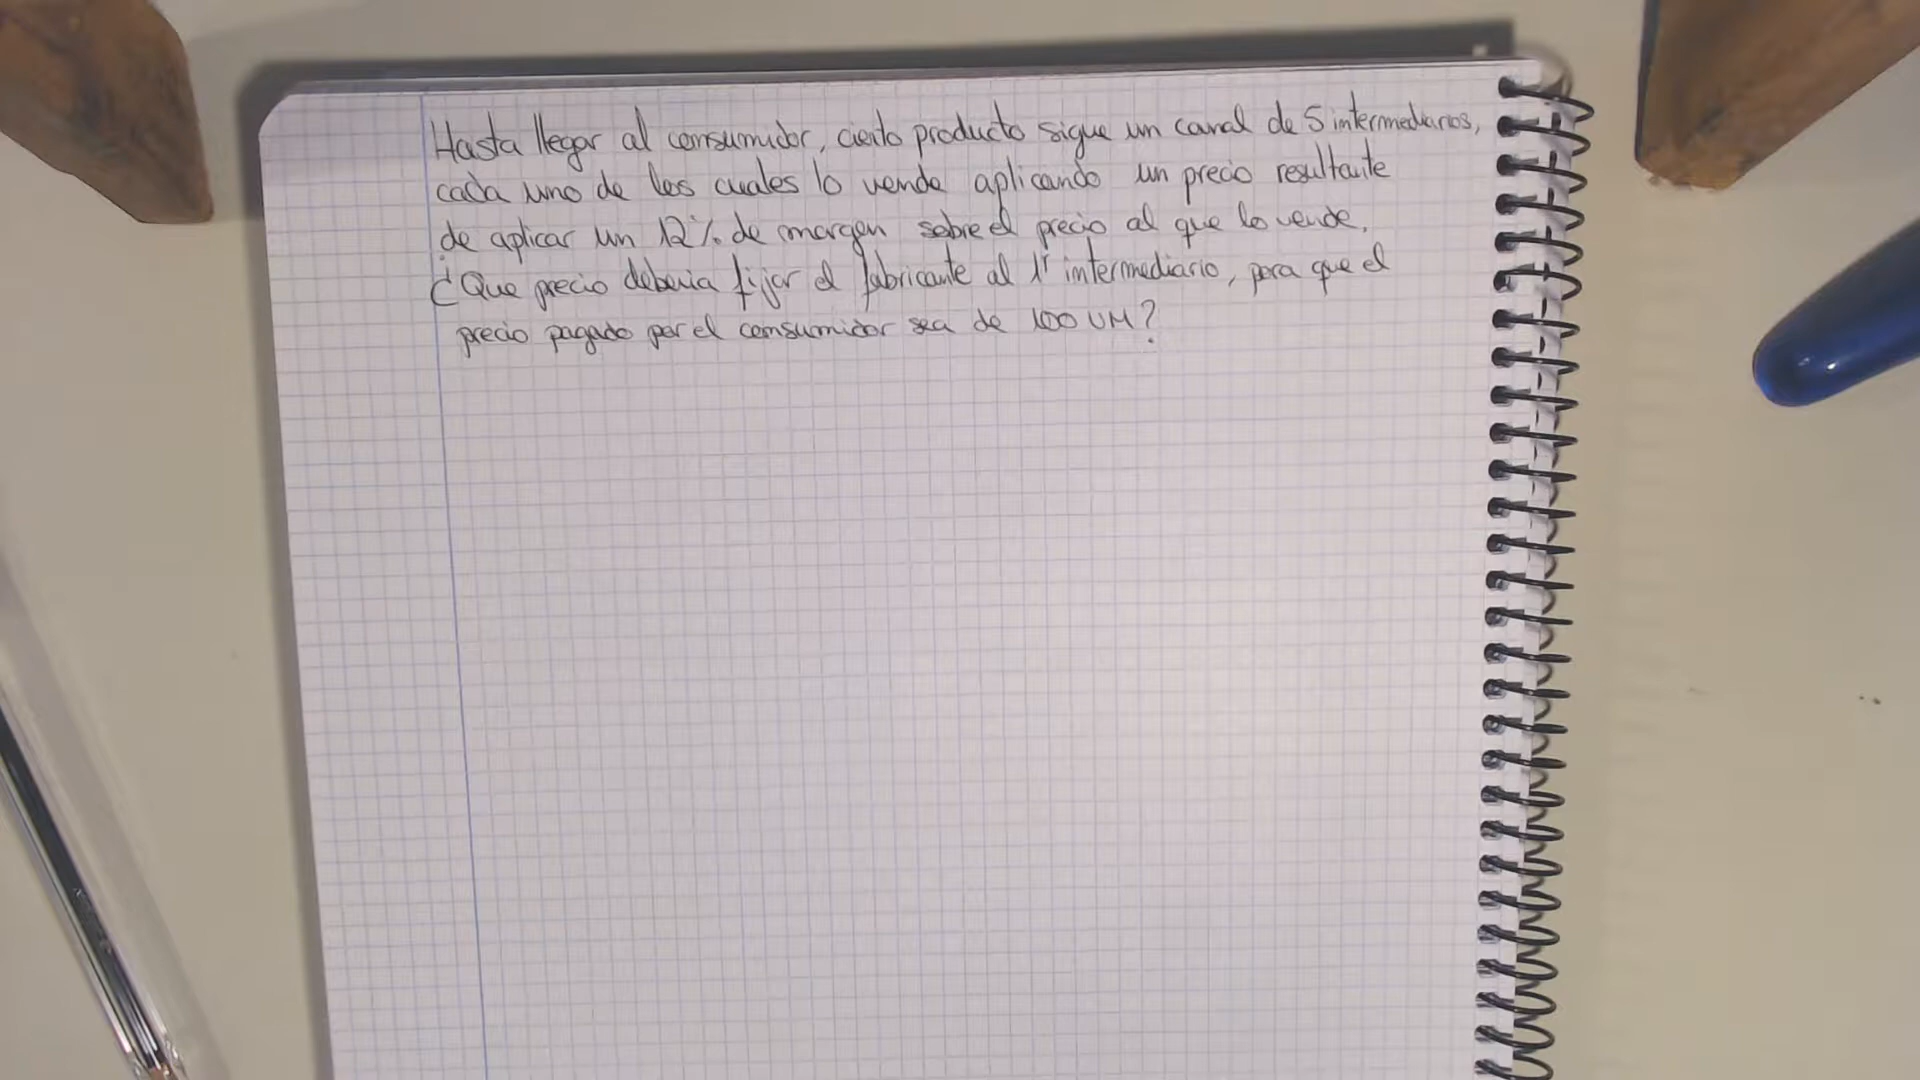 Hasta llegar al consumidor, cierto producto sigue un canal de 5 intermediarios,
cada uno de los cuales lo vende aplicando un precio resultante
de aplicar un 12% de margen sobre el precio al que lo vende.
¿Que precio deberia fijar el fabricante al 1r intermediario, para que el
precio pagado por el consumidor sea de 100 UM?